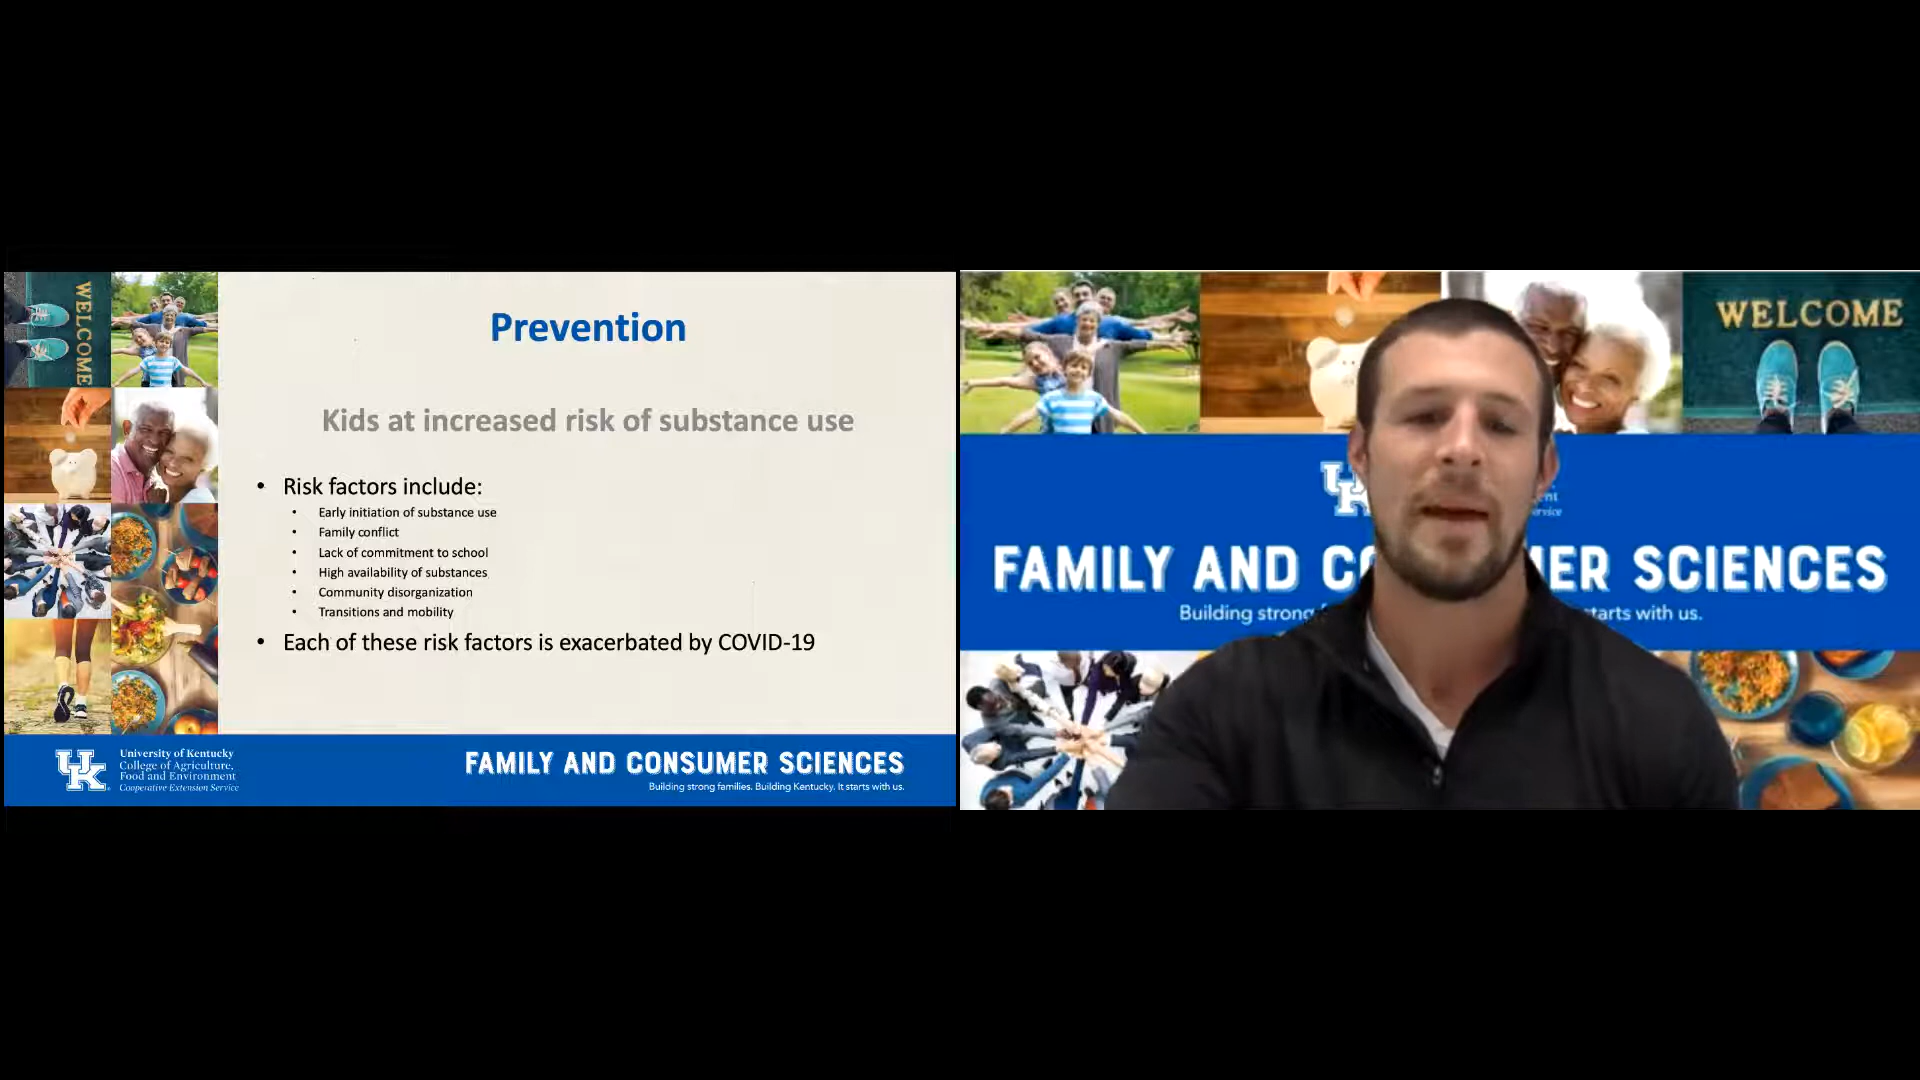 WELCOME
Prevention
Kids at increased risk of substance use
• Risk factors include:
• Early initiation of substance use
• Family conflict
• Lack of commitment to school
• High availability of substances
• Community disorganization
• Transitions and mobility
• Each of these risk factors is exacerbated by COVID-19
UK
University of Kentucky
College of Agriculture,
Food and Environment
Cooperative Extension Service
FAMILY AND CONSUMER SCIENCES
Building strong families. Building Kentucky. It starts with us.
WELCOME
FAMILY AND CO ER SCIENCES
Building strong tarts with us.